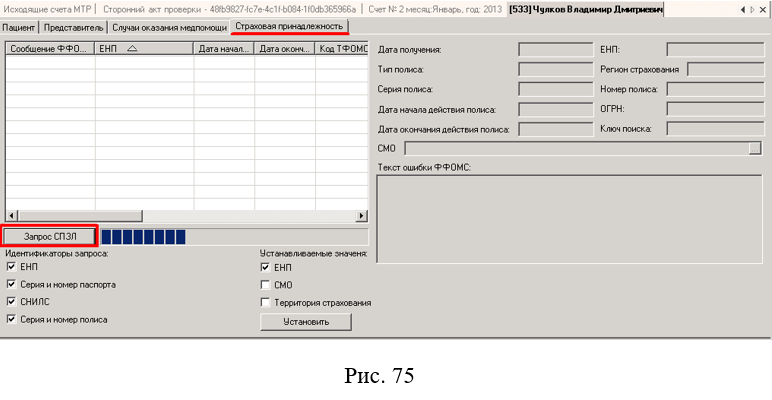 Исходящие счета МТР Сторонний акт проверки - 48fb9827-fc7e-4c1f-b084-1f0db365966a Счет № 2 месяц:Январь, год: 2013 [533] Чулков Владимир Дмитриевич
Пациент Представитель Случаи оказания медпомощи Страховая принадлежность
Сообщение ФФО... ЕНП Дата начал... Дата оконч... Код ТФОМС
Дата получения: ЕНП:
Тип полиса: Регион страхования
Серия полиса: Номер полиса:
Дата начала действия полиса: ОГРН:
Дата окончания действия полиса: Ключ поиска:
СМО ...
Текст ошибки ФФОМС:
Запрос СПЗЛ
Идентификаторы запроса: Устанавливаемые значеня:
ЕНП ЕНП
Серия и номер паспорта СМО
СНИЛС Территория страхования
Серия и номер полиса Установить
Рис. 75